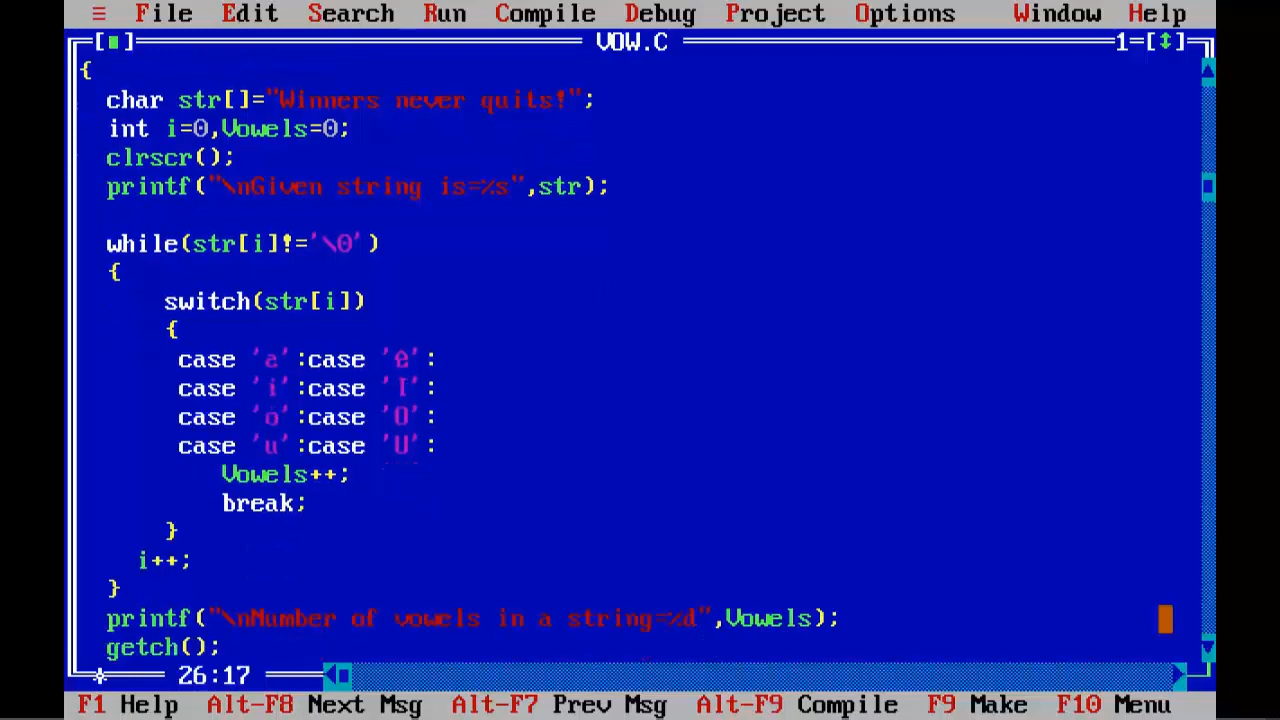 ≡ File Edit Search Run Compile Debug Project Options Window Help
[■] VOW.C 1=[↕]
{
char str[]="Winners never quits!";
int i=0,Vowels=0;
clrscr();
printf("\nGiven string is=%s",str);
while(str[i]!='\0')
{
switch(str[i])
{
case 'a':case 'e':
case 'i':case 'I':
case 'o':case 'O':
case 'u':case 'U':
Vowels++;
break;
}
i++;
}
printf("\nNumber of vowels in a string=%d",Vowels);
getch();
26:17
F1 Help Alt-F8 Next Msg Alt-F7 Prev Msg Alt-F9 Compile F9 Make F10 Menu